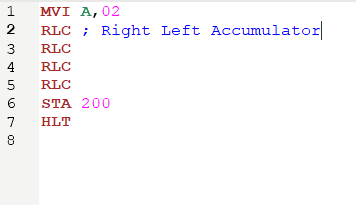 1 MVI A,02
2 RLC ; Right Left Accumulator
3 RLC
4 RLC
5 RLC
6 STA 200
7 HLT
8